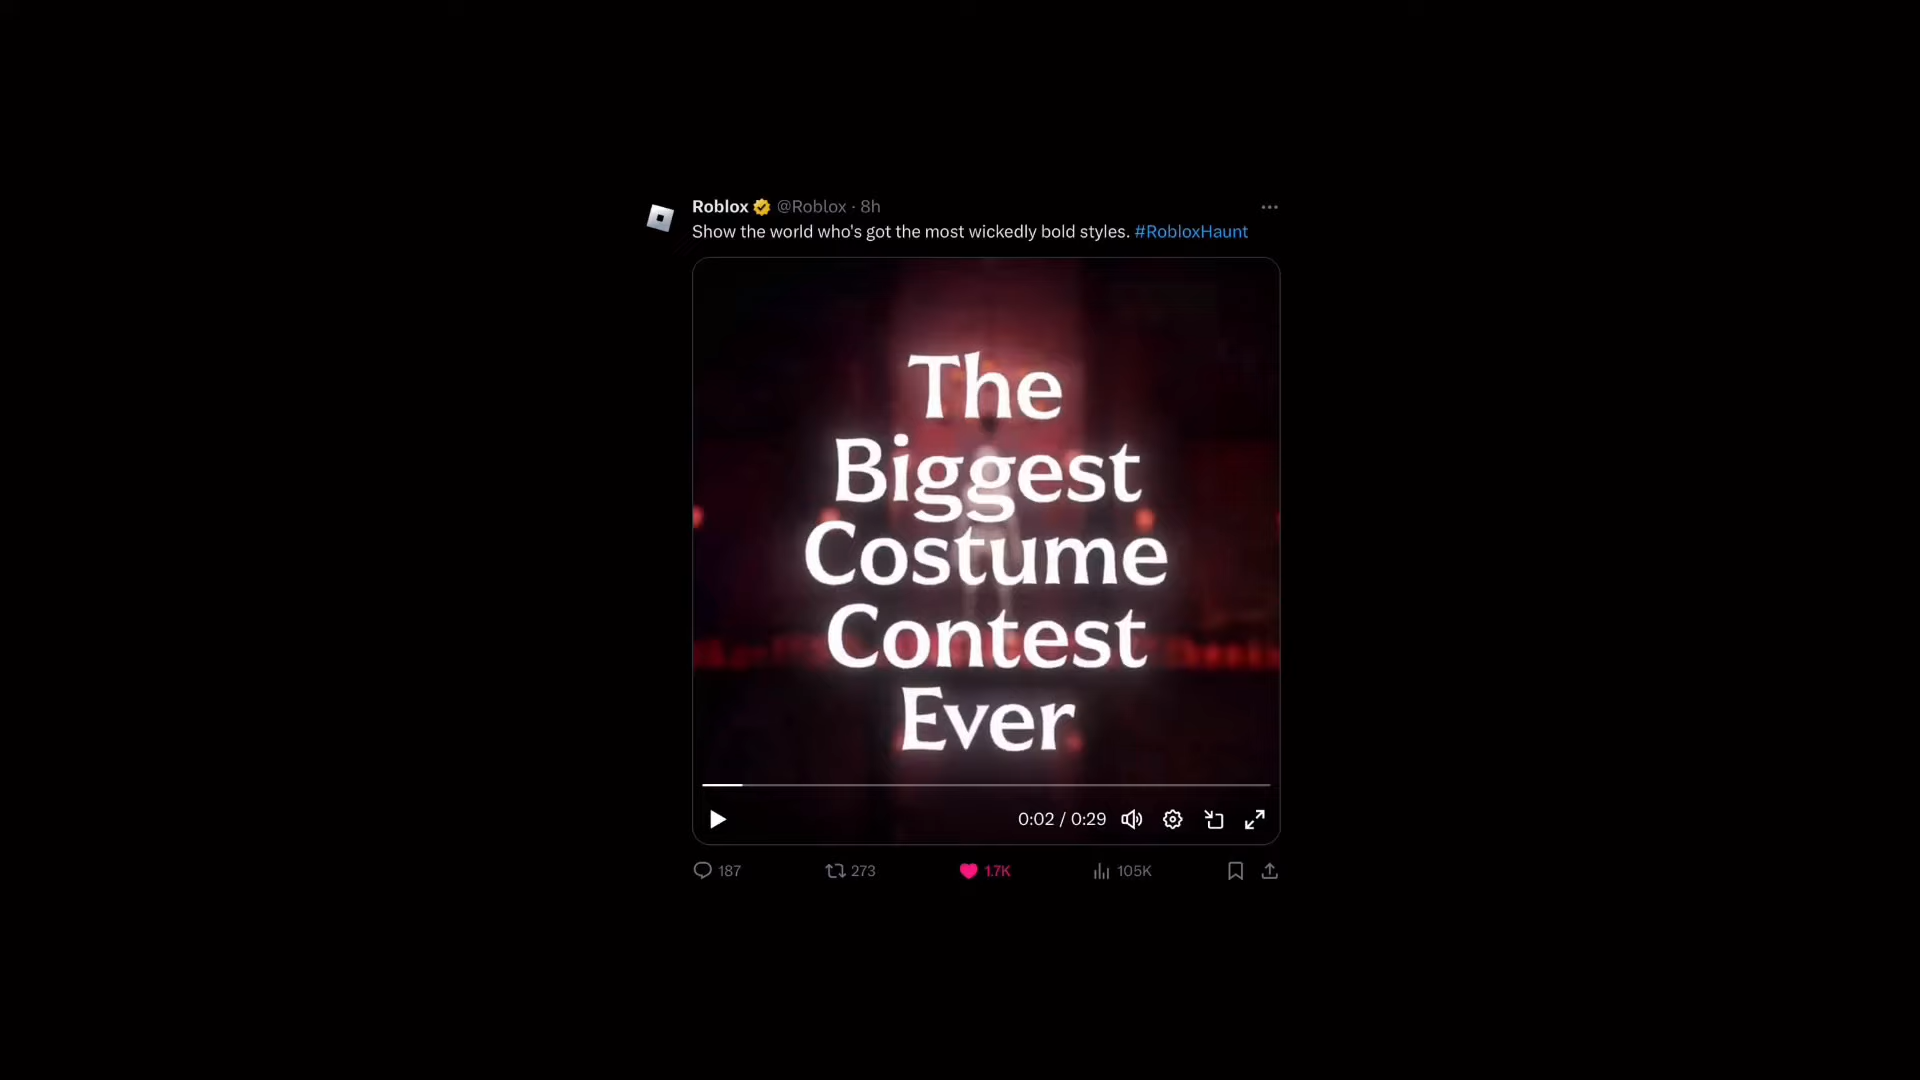 Roblox @Roblox · 8h
Show the world who's got the most wickedly bold styles. #RobloxHaunt
The
Biggest
Costume
Contest
Ever
0:02 / 0:29
187 273 1.7K 105K